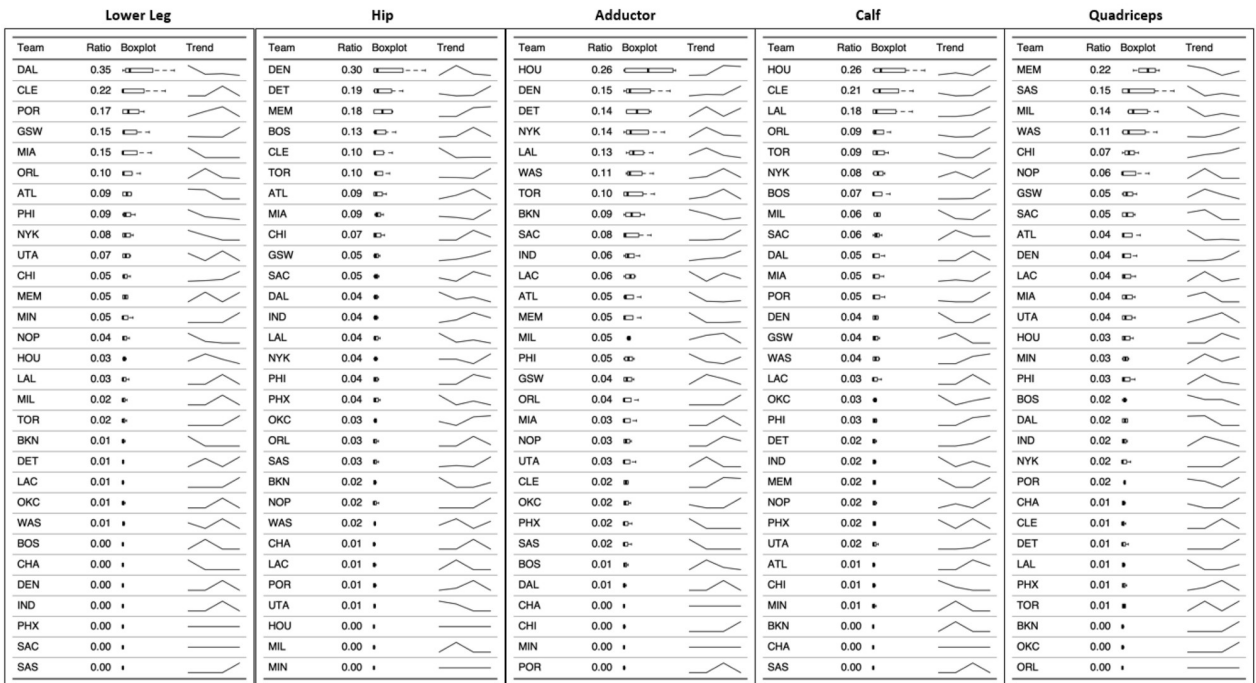 Lower Leg Hip Adductor Calf Quadriceps
Team Ratio Boxplot Trend Team Ratio Boxplot Trend Team Ratio Boxplot Trend Team Ratio Boxplot Trend Team Ratio Boxplot Trend
DAL 0.35 DEN 0.30 HOU 0.26 HOU 0.26 MEM 0.22
CLE 0.22 DET 0.19 DEN 0.15 CLE 0.21 SAS 0.15
POR 0.17 MEM 0.18 DET 0.14 LAL 0.18 MIL 0.14
GSW 0.15 BOS 0.13 NYK 0.14 ORL 0.09 WAS 0.11
MIA 0.15 CLE 0.10 LAL 0.13 TOR 0.09 CHI 0.07
ORL 0.10 TOR 0.10 WAS 0.11 NYK 0.08 NOP 0.06
ATL 0.09 ATL 0.09 TOR 0.10 BOS 0.07 GSW 0.05
PHI 0.09 MIA 0.09 BKN 0.09 MIL 0.06 SAC 0.05
NYK 0.08 CHI 0.07 SAC 0.08 SAC 0.06 ATL 0.04
UTA 0.07 GSW 0.05 IND 0.06 DAL 0.05 DEN 0.04
CHI 0.05 SAC 0.05 LAC 0.06 MIA 0.05 LAC 0.04
MEM 0.05 DAL 0.04 ATL 0.05 POR 0.05 MIA 0.04
MIN 0.05 IND 0.04 MEM 0.05 DEN 0.04 UTA 0.04
NOP 0.04 LAL 0.04 MIL 0.05 GSW 0.04 HOU 0.03
HOU 0.03 NYK 0.04 PHI 0.05 WAS 0.04 MIN 0.03
LAL 0.03 PHI 0.04 GSW 0.04 LAC 0.03 PHI 0.03
MIL 0.02 PHX 0.04 ORL 0.04 OKC 0.03 BOS 0.02
TOR 0.02 OKC 0.03 MIA 0.03 PHI 0.03 DAL 0.02
BKN 0.01 ORL 0.03 NOP 0.03 DET 0.02 IND 0.02
DET 0.01 SAS 0.03 UTA 0.03 IND 0.02 NYK 0.02
LAC 0.01 BKN 0.02 CLE 0.02 MEM 0.02 POR 0.02
OKC 0.01 NOP 0.02 OKC 0.02 NOP 0.02 CHA 0.01
WAS 0.01 WAS 0.02 PHX 0.02 PHX 0.02 CLE 0.01
BOS 0.00 CHA 0.01 SAS 0.02 UTA 0.02 DET 0.01
CHA 0.00 LAC 0.01 BOS 0.01 ATL 0.01 LAL 0.01
DEN 0.00 POR 0.01 DAL 0.01 CHI 0.01 PHX 0.01
IND 0.00 UTA 0.01 CHA 0.00 MIN 0.01 TOR 0.01
PHX 0.00 HOU 0.00 CHI 0.00 BKN 0.00 BKN 0.00
SAC 0.00 MIL 0.00 MIN 0.00 CHA 0.00 OKC 0.00
SAS 0.00 MIN 0.00 POR 0.00 SAS 0.00 ORL 0.00